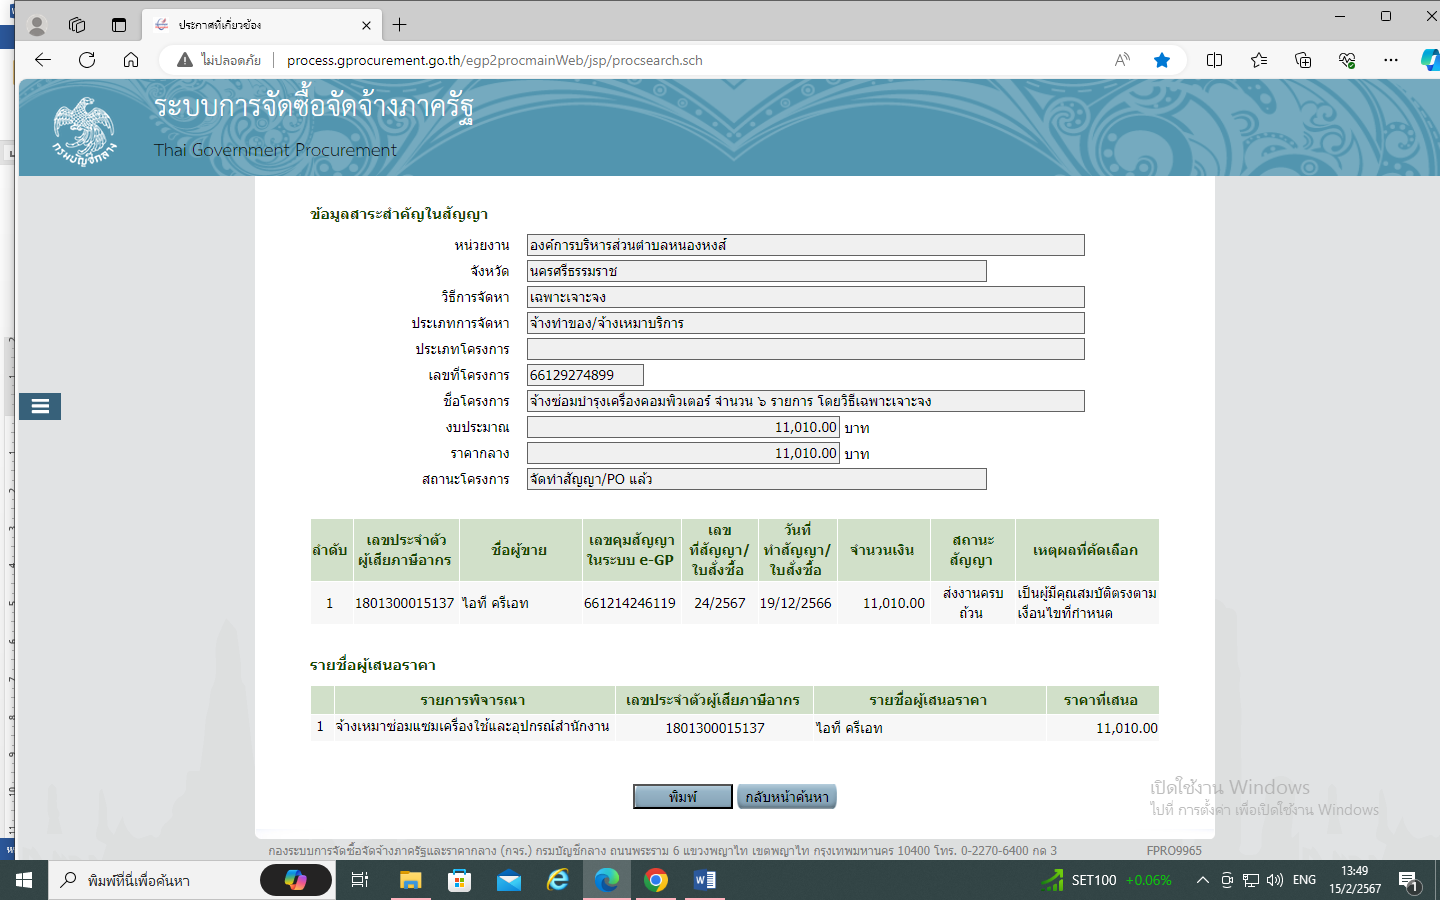 ประกาศที่เกี่ยวข้อง
ไม่ปลอดภัย
process.gprocurement.go.th/egp2procmainWeb/jsp/procsearch.sch
ระบบการจัดซื้อจัดจ้างภาครัฐ
Thai Government Procurement
กรมบัญชีกลาง
ข้อมูลสาระสำคัญในสัญญา
หน่วยงาน องค์การบริหารส่วนตำบลหนองหงส์
จังหวัด นครศรีธรรมราช
วิธีการจัดหา เฉพาะเจาะจง
ประเภทการจัดหา จ้างทำของ/จ้างเหมาบริการ
ประเภทโครงการ
เลขที่โครงการ 66129274899
ชื่อโครงการ จ้างซ่อมบำรุงเครื่องคอมพิวเตอร์ จำนวน ๖ รายการ โดยวิธีเฉพาะเจาะจง
งบประมาณ 11,010.00 บาท
ราคากลาง 11,010.00 บาท
สถานะโครงการ จัดทำสัญญา/PO แล้ว
ลำดับ เลขประจำตัวผู้เสียภาษีอากร ชื่อผู้ขาย เลขคุมสัญญาในระบบ e-GP เลขที่สัญญา/ใบสั่งซื้อ วันที่ทำสัญญา/ใบสั่งซื้อ จำนวนเงิน สถานะสัญญา เหตุผลที่คัดเลือก
1 1801300015137 ไอที ครีเอท 661214246119 24/2567 19/12/2566 11,010.00 ส่งงานครบถ้วน เป็นผู้มีคุณสมบัติตรงตามเงื่อนไขที่กำหนด
รายชื่อผู้เสนอราคา
รายการพิจารณา เลขประจำตัวผู้เสียภาษีอากร รายชื่อผู้เสนอราคา ราคาที่เสนอ
1 จ้างเหมาซ่อมแซมเครื่องใช้และอุปกรณ์สำนักงาน 1801300015137 ไอที ครีเอท 11,010.00
พิมพ์ กลับหน้าค้นหา
เปิดใช้งาน Windows
ไปที่ การตั้งค่า เพื่อเปิดใช้งาน Windows
กองระบบการจัดซื้อจัดจ้างภาครัฐและราคากลาง (กจร.) กรมบัญชีกลาง ถนนพระราม 6 แขวงพญาไท เขตพญาไท กรุงเทพมหานคร 10400 โทร. 0-2270-6400 กด 3 FPRO9965
พิมพ์ที่นี่เพื่อค้นหา
SET100 +0.06%
ENG
13:49
15/2/2567
1